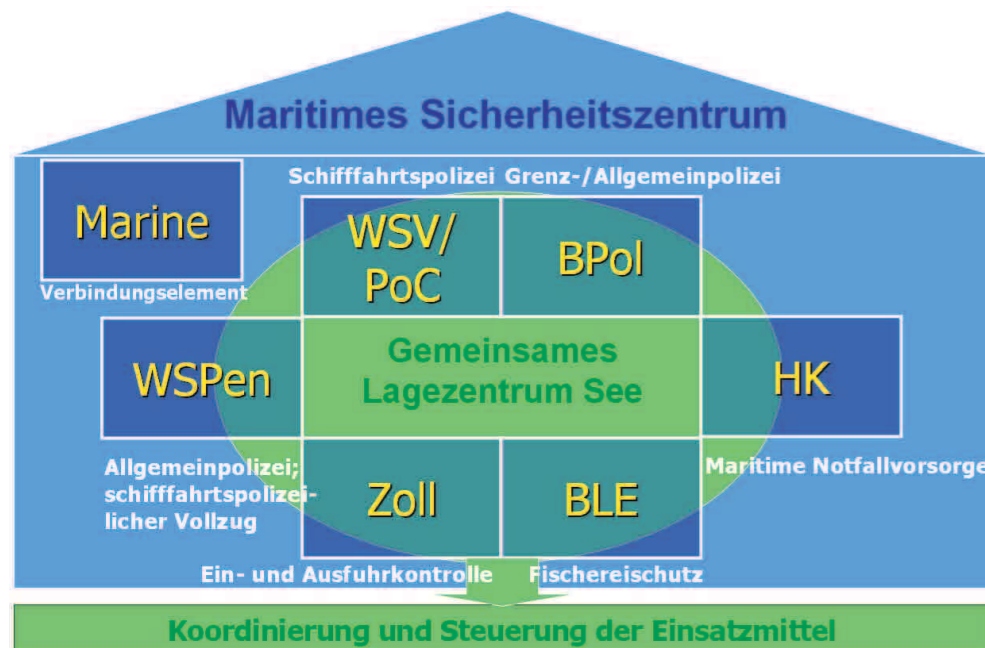 Maritimes Sicherheitszentrum
Schifffahrtspolizei
Grenz-/Allgemeinpolizei
Marine
Verbindungselement
WSV/
PoC
BPol
WSPen
Gemeinsames
Lagezentrum See
HK
Allgemeinpolizei;
schifffahrtspolizei-
licher Vollzug
Maritime Notfallvorsorge
Zoll
BLE
Ein- und Ausfuhrkontrolle
Fischereischutz
Koordinierung und Steuerung der Einsatzmittel